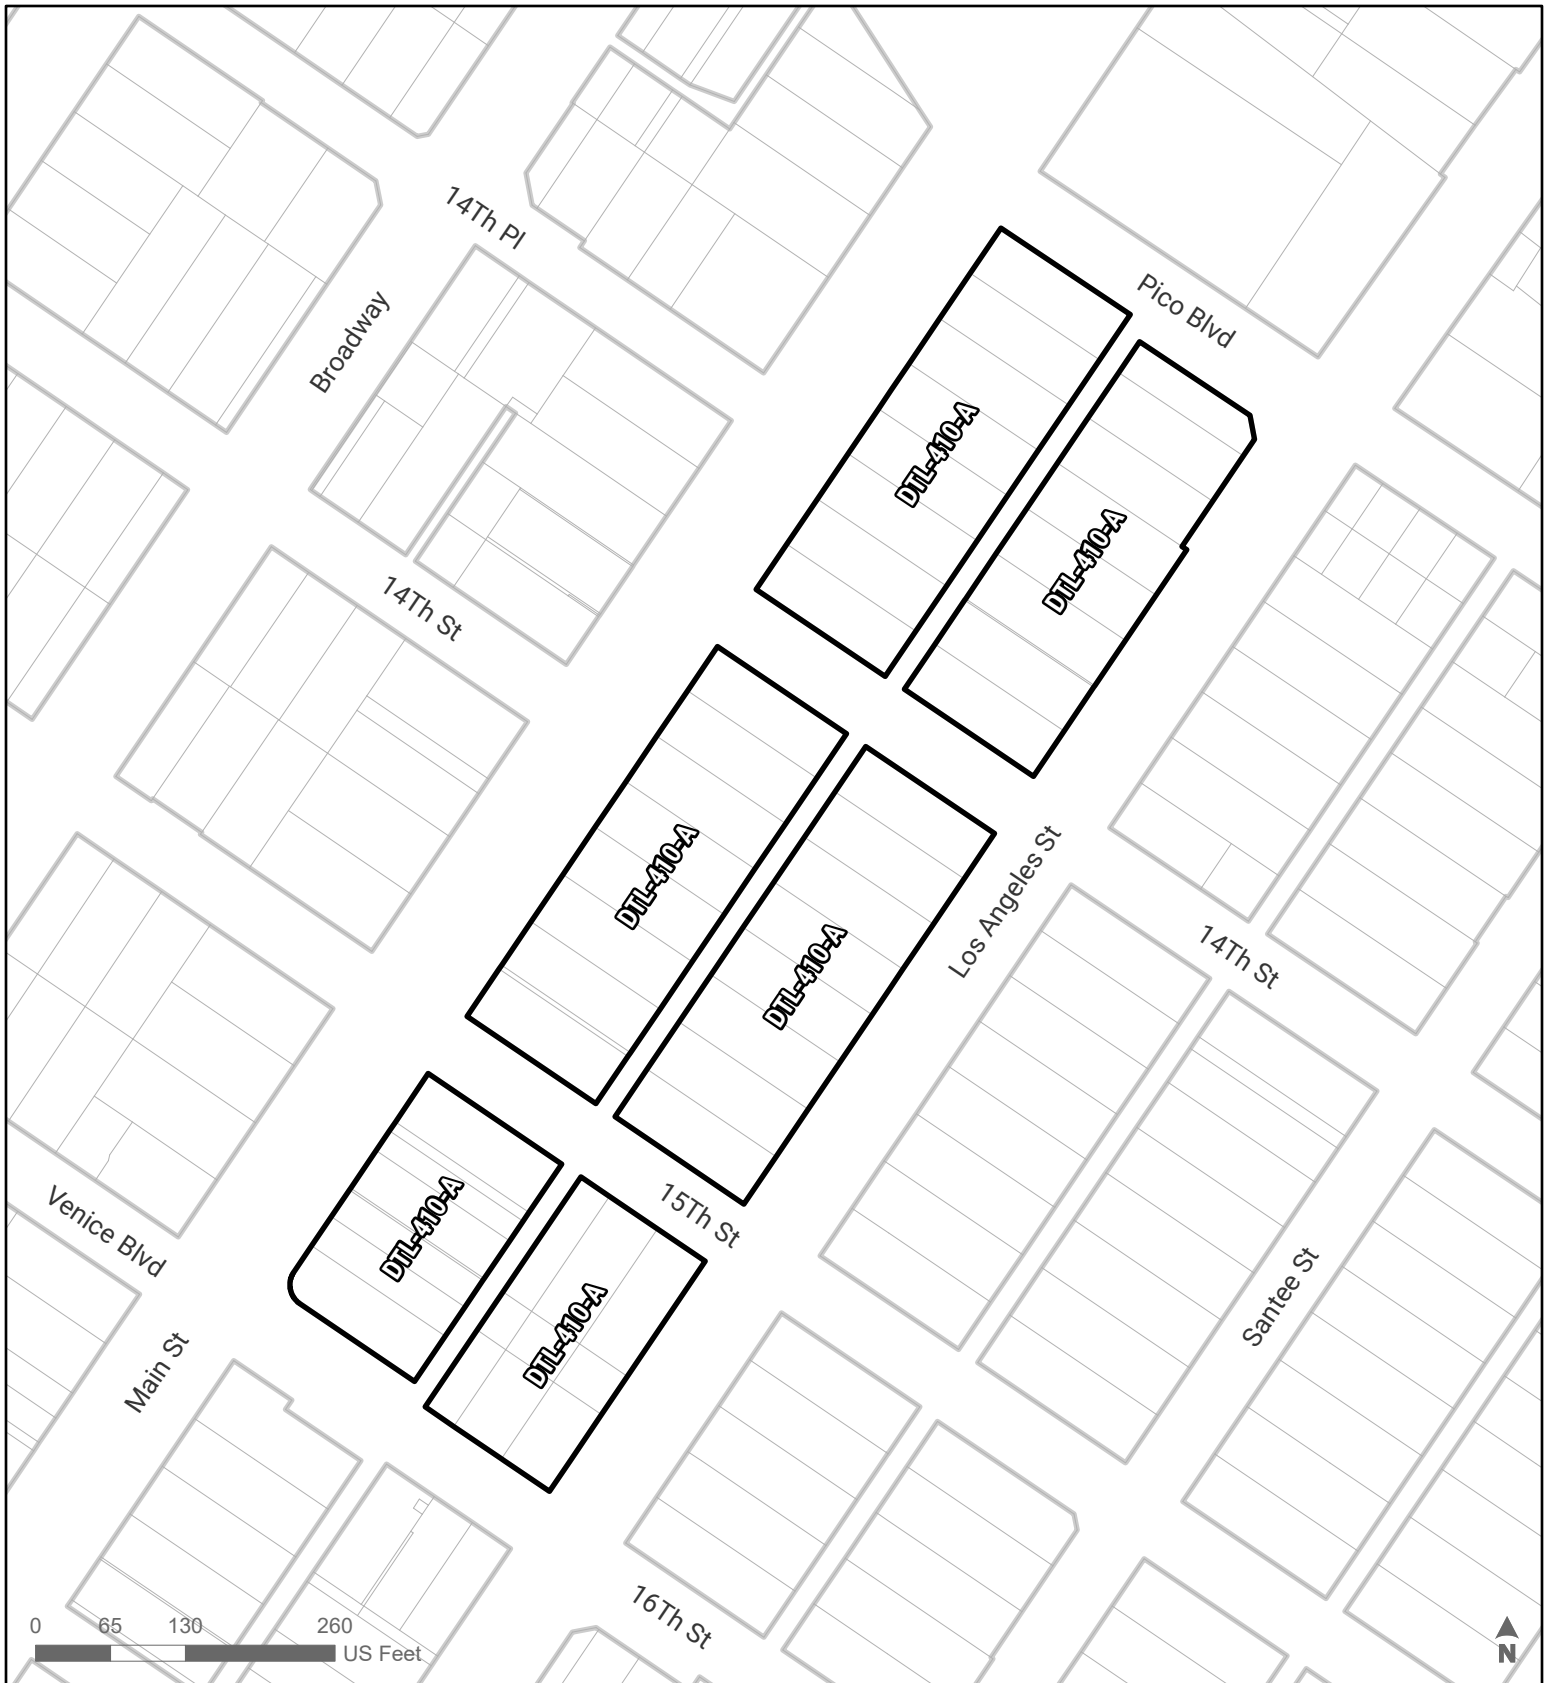 14Th Pl
Pico Blvd
Broadway
DTL-410-A
DTL-410-A
14Th St
DTL-410-A
Los Angeles St
DTL-410-A
14Th St
DTL-410-A
15Th St
Venice Blvd
DTL-410-A
Santee St
Main St
16Th St
0 65 130 260
US Feet
N